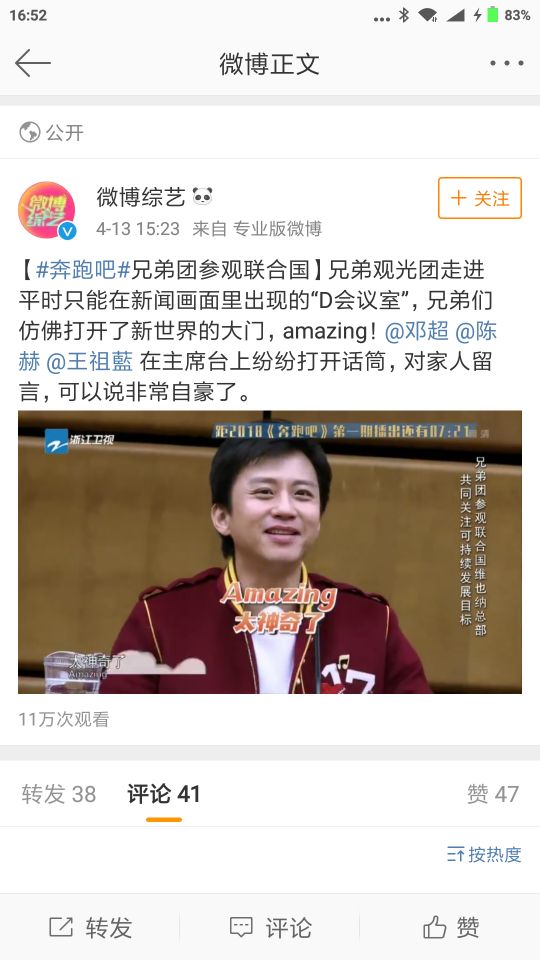 16:52
83%
微博正文
公开
微博综艺
微博综艺
4-13 15:23 来自 专业版微博
关注
【#奔跑吧#兄弟团参观联合国】兄弟观光团走进
平时只能在新闻画面里出现的“D会议室”，兄弟们
仿佛打开了新世界的大门，amazing！@邓超 @陈
赫 @王祖藍 在主席台上纷纷打开话筒，对家人留
言，可以说非常自豪了。
浙江卫视
距2018《奔跑吧》第一期播出还有07:21
高清
兄弟团参观联合国维也纳总部
共同关注可持续发展目标
Amazing
太神奇了
太神奇了
Amazing
17
11万次观看
转发 38
评论 41
赞 47
按热度
转发
评论
赞